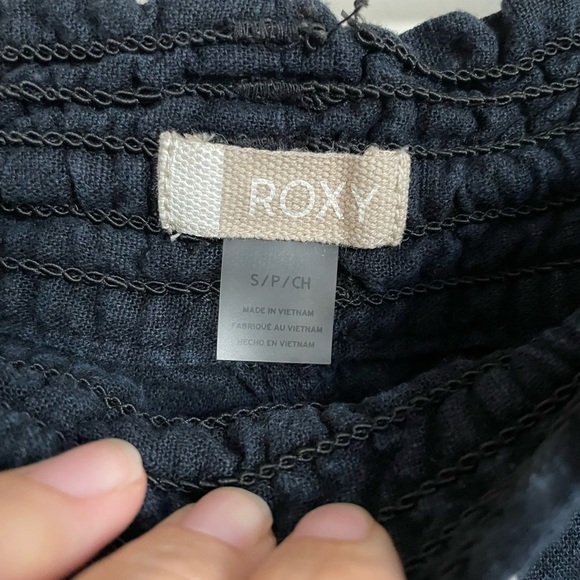 ROXY
S/P/CH
MADE IN VIETNAM
FABRIQUÉ AU VIETNAM
HECHO EN VIETNAM